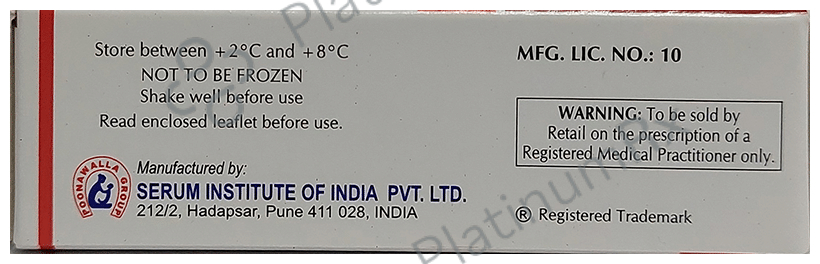 Store between +2°C and +8°C
NOT TO BE FROZEN
Shake well before use
Read enclosed leaflet before use.
MFG. LIC. NO.: 10
WARNING: To be sold by
Retail on the prescription of a
Registered Medical Practitioner only.
POONAWALLA GROUP
Manufactured by:
SERUM INSTITUTE OF INDIA PVT. LTD.
212/2, Hadapsar, Pune 411 028, INDIA
® Registered Trademark
PlatinumRx